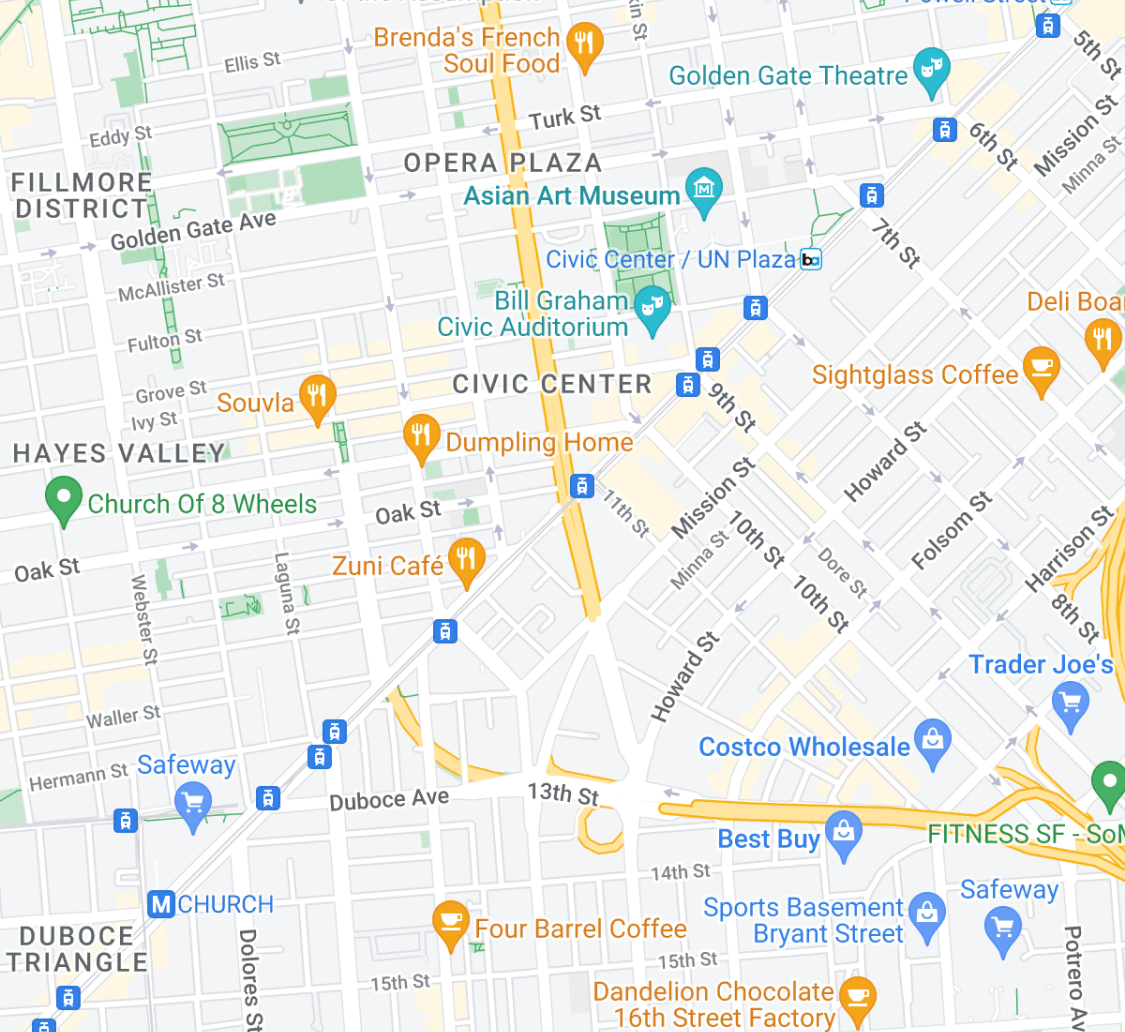 Powell Street
Brenda's French
Soul Food
Ellis St
5th St
Golden Gate Theatre
Turk St
Mission St
Eddy St
6th St
Minna St
OPERA PLAZA
FILLMORE
DISTRICT
Asian Art Museum
Golden Gate Ave
7th St
Civic Center / UN Plaza
McAllister St
Bill Graham
Civic Auditorium
Deli Boar
Fulton St
Sightglass Coffee
CIVIC CENTER
Grove St
Souvla
9th St
Ivy St
Dumpling Home
HAYES VALLEY
Howard St
Church Of 8 Wheels
Mission St
11th St
Oak St
Folsom St
10th St
Harrison St
Zuni Café
Minna St
Oak St
Dore St
Laguna St
Webster St
10th St
8th St
Howard St
Trader Joe's
Waller St
Costco Wholesale
Safeway
Hermann St
Duboce Ave
13th St
Best Buy
FITNESS SF - SoM
14th St
Safeway
M CHURCH
Sports Basement
Bryant Street
Four Barrel Coffee
DUBOCE
TRIANGLE
Dolores St
15th St
Potrero Av
15th St
Dandelion Chocolate
16th Street Factory